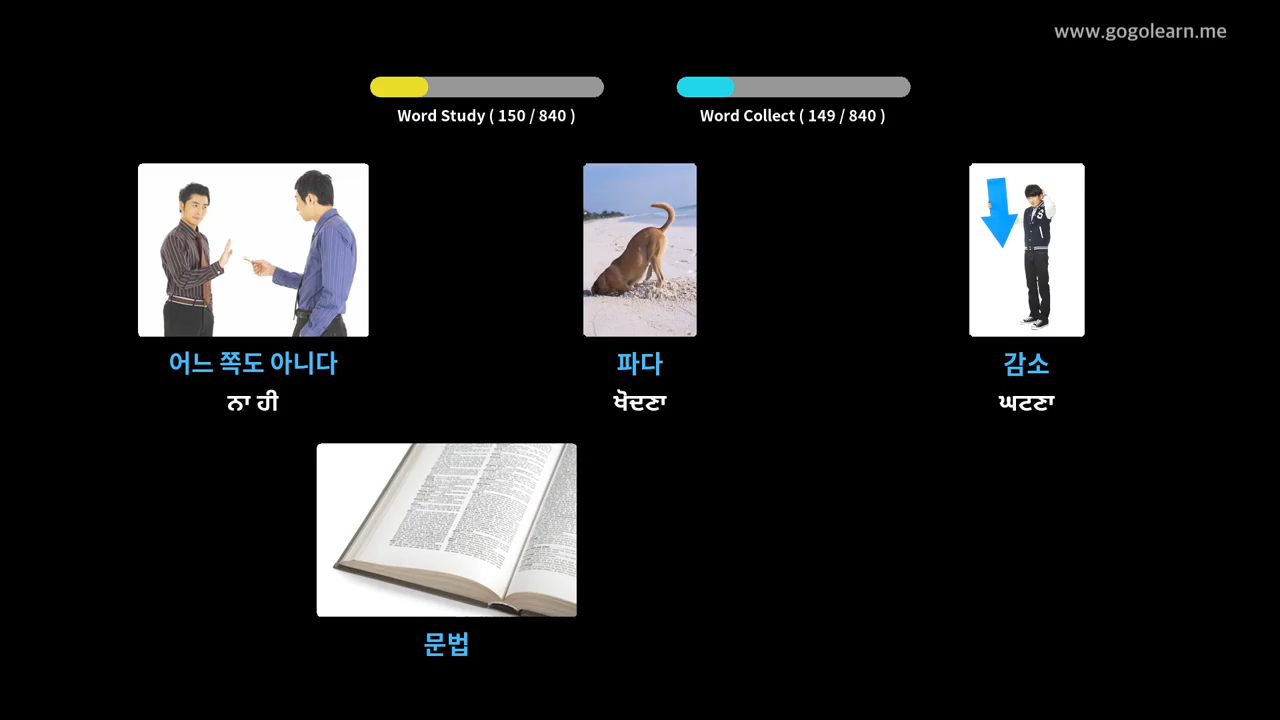 www.gogolearn.me
Word Study ( 150 / 840 )
Word Collect ( 149 / 840 )
어느 쪽도 아니다
ਨਾ ਹੀ
파다
ਖੋਦਣਾ
감소
ਘਟਣਾ
문법